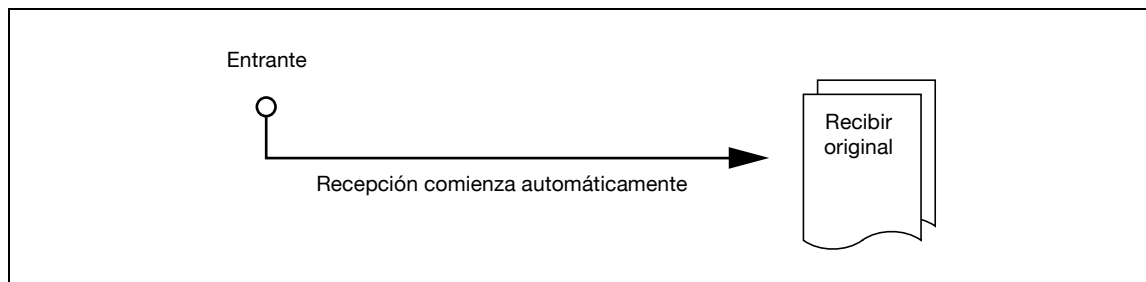 Entrante
Recepción comienza automáticamente
Recibir
original